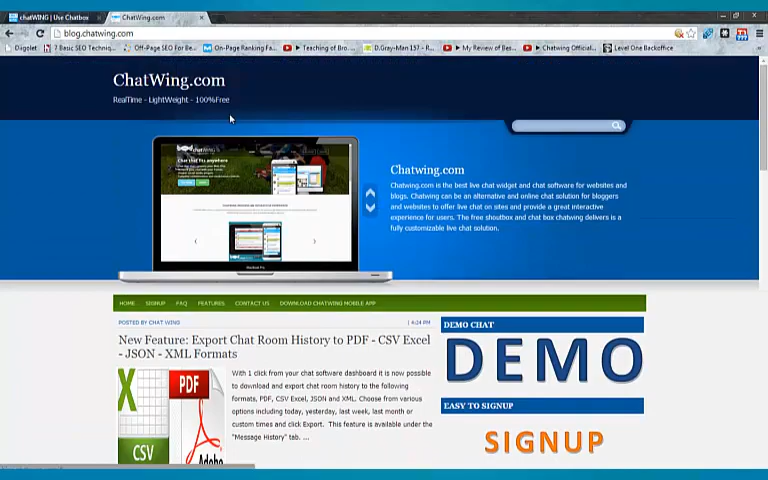 chatWING | Use Chatbox
ChatWing.com
blog.chatwing.com
Diigolet
7 Basic SEO Techniq...
Off-Page SEO For Be...
On-Page Ranking Fa...
Teaching of Bro...
D.Gray-Man 157 - R...
My Review of Bes...
Chatwing Official...
Level One Backoffice
ChatWing.com
RealTime - LightWeight - 100%Free
chatWING
Chat that fits anywhere
Chatwing.com
Chatwing.com is the best live chat widget and chat software for websites and
blogs. Chatwing can be an alternative and online chat solution for bloggers
and websites to offer live chat on sites and provide a great interactive
experience for users. The free shoutbox and chat box chatwing delivers is a
fully customizable live chat solution.
HOME SIGNUP FAQ FEATURES CONTACT US DOWNLOAD CHATWING MOBILE APP
POSTED BY CHAT WING | 4:24 PM
New Feature: Export Chat Room History to PDF - CSV Excel
- JSON - XML Formats
With 1 click from your chat software dashboard it is now possible
to download and export chat room history to the following
formats, PDF, CSV Excel, JSON and XML. Choose from various
options including today, yesterday, last week, last month or
custom times and click Export. This feature is available under the
"Message History" tab. ...
X
PDF
CSV
Adobe
DEMO CHAT
DEMO
EASY TO SIGNUP
SIGNUP